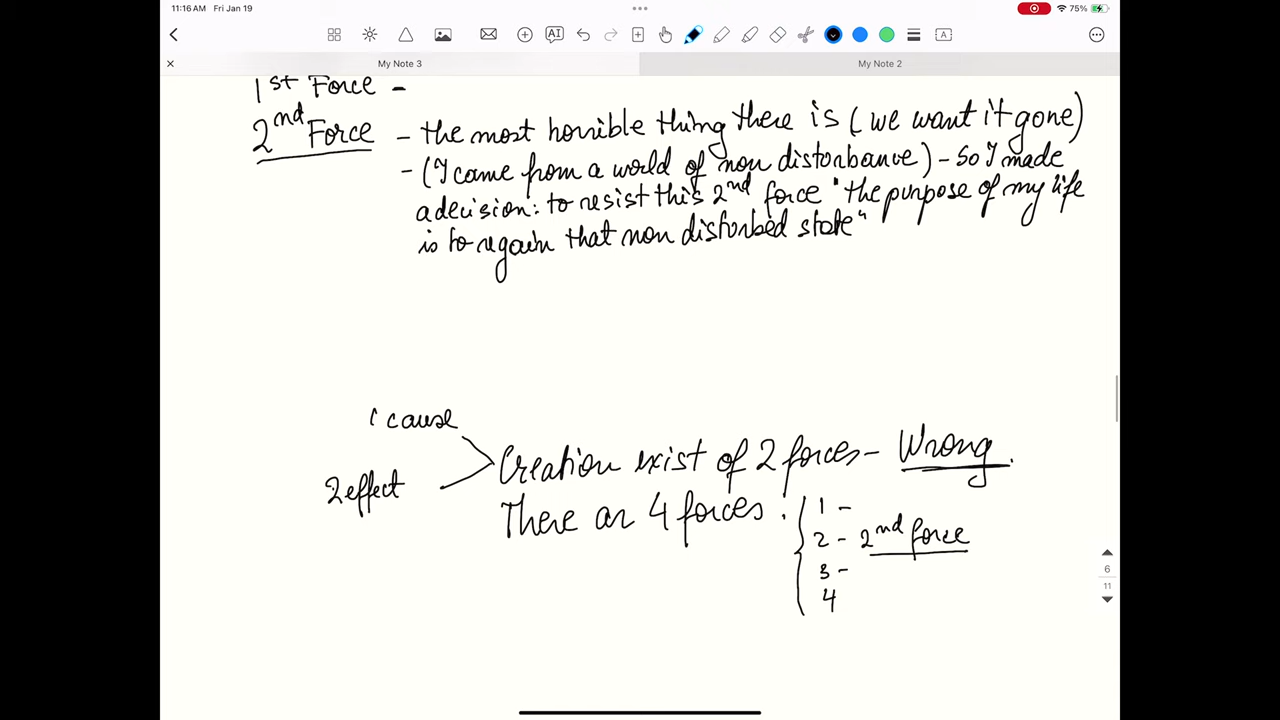 11:16 AM Fri Jan 19
75%
AI
A
My Note 3
My Note 2
1st Force -
2nd Force - the most horrible thing there is (we want it gone)
- (I came from a world of non disturbance) - So I made
a decision: to resist this 2nd force "the purpose of my life
is to regain that non disturbed state"
1 cause
Creation exist of 2 forces - Wrong.
2 effect
There ar 4 forces : 1 -
2 - 2nd force
3 -
4
6
11